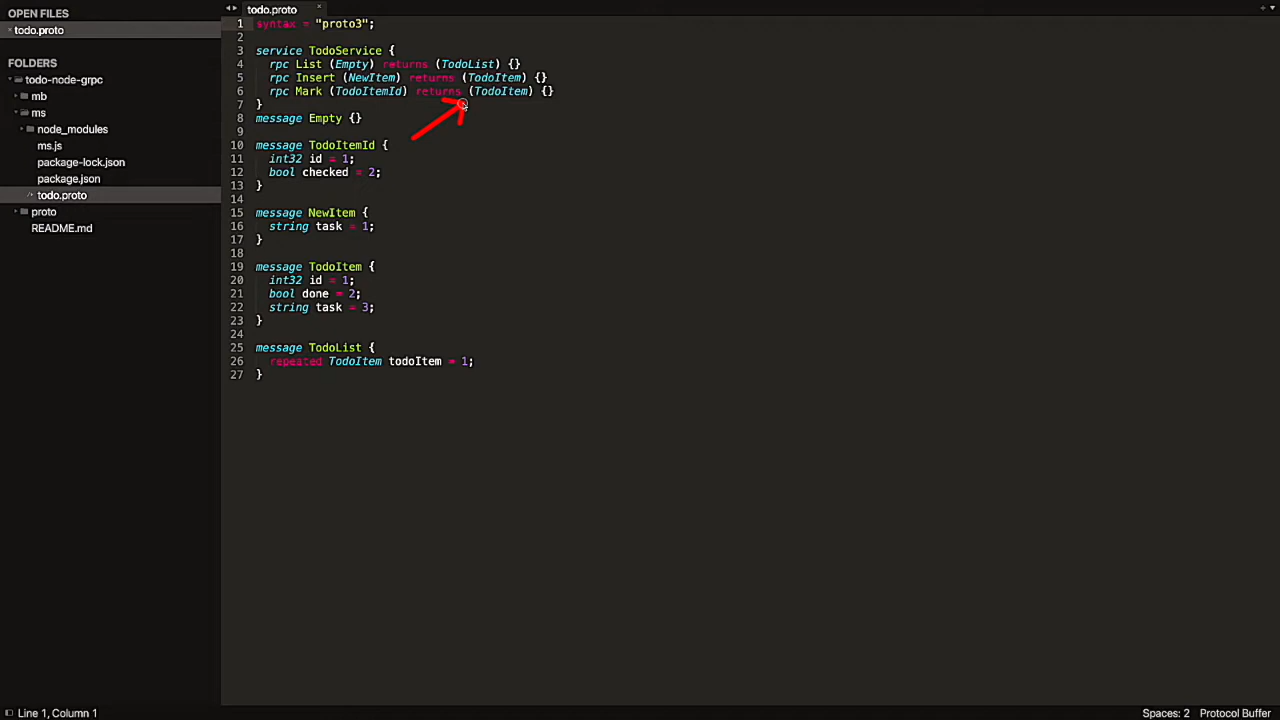 OPEN FILES
todo.proto
FOLDERS
todo-node-grpc
mb
ms
node_modules
ms.js
package-lock.json
package.json
todo.proto
proto
README.md
todo.proto
1 syntax = "proto3";
2
3 service TodoService {
4 rpc List (Empty) returns (TodoList) {}
5 rpc Insert (NewItem) returns (TodoItem) {}
6 rpc Mark (TodoItemId) returns (TodoItem) {}
7 }
8 message Empty {}
9
10 message TodoItemId {
11 int32 id = 1;
12 bool checked = 2;
13 }
14
15 message NewItem {
16 string task = 1;
17 }
18
19 message TodoItem {
20 int32 id = 1;
21 bool done = 2;
22 string task = 3;
23 }
24
25 message TodoList {
26 repeated TodoItem todoItem = 1;
27 }
Line 1, Column 1
Spaces: 2 Protocol Buffer